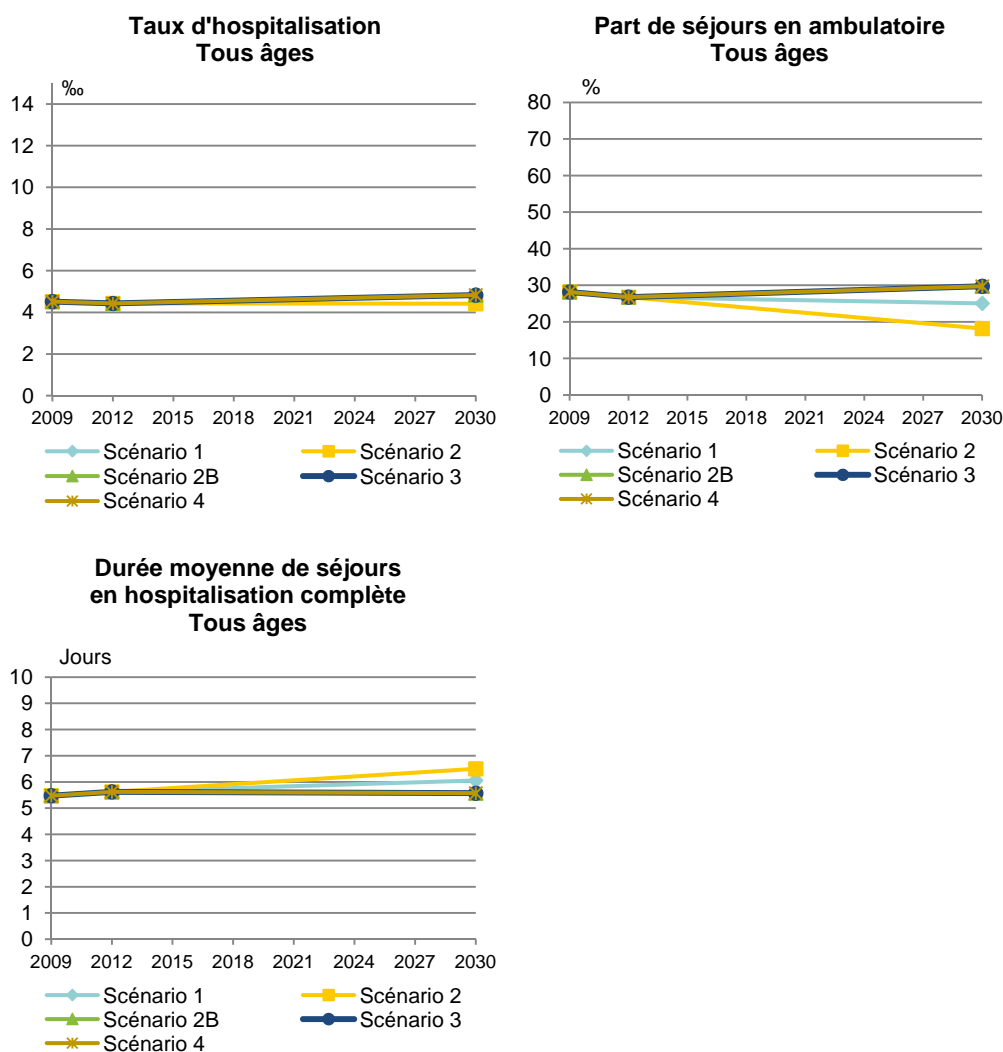 Taux d'hospitalisation
Tous âges
‰
14
12
10
8
6
4
2
0
2009 2012 2015 2018 2021 2024 2027 2030
Scénario 1
Scénario 2
Scénario 2B
Scénario 3
Scénario 4
Part de séjours en ambulatoire
Tous âges
%
80
70
60
50
40
30
20
10
0
2009 2012 2015 2018 2021 2024 2027 2030
Scénario 1
Scénario 2
Scénario 2B
Scénario 3
Scénario 4
Durée moyenne de séjours
en hospitalisation complète
Tous âges
Jours
10
9
8
7
6
5
4
3
2
1
0
2009 2012 2015 2018 2021 2024 2027 2030
Scénario 1
Scénario 2
Scénario 2B
Scénario 3
Scénario 4